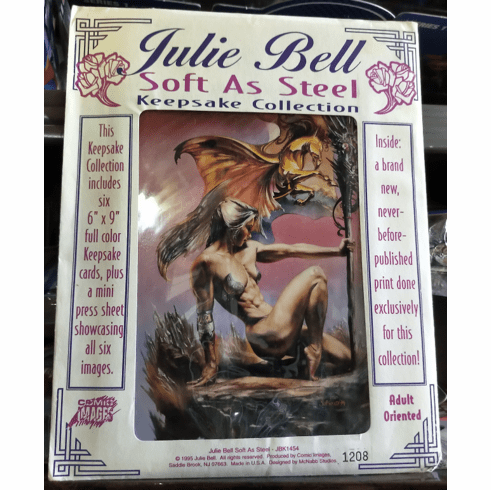 Julie Bell
Soft As Steel
Keepsake Collection
This
Keepsake
Collection
includes
six
6" x 9"
full color
Keepsake
cards, plus
a mini
press sheet
showcasing
all six
images.
Inside:
a brand
new,
never-
before-
published
print done
exclusively
for this
collection!
COMIC
IMAGES
Adult
Oriented
Julie Bell Soft As Steel - JBK1454
© 1995 Julie Bell. All rights reserved. Produced by Comic Images,
Saddle Brook, NJ 07663. Made in U.S.A. Designed by McNabb Studios.
1208